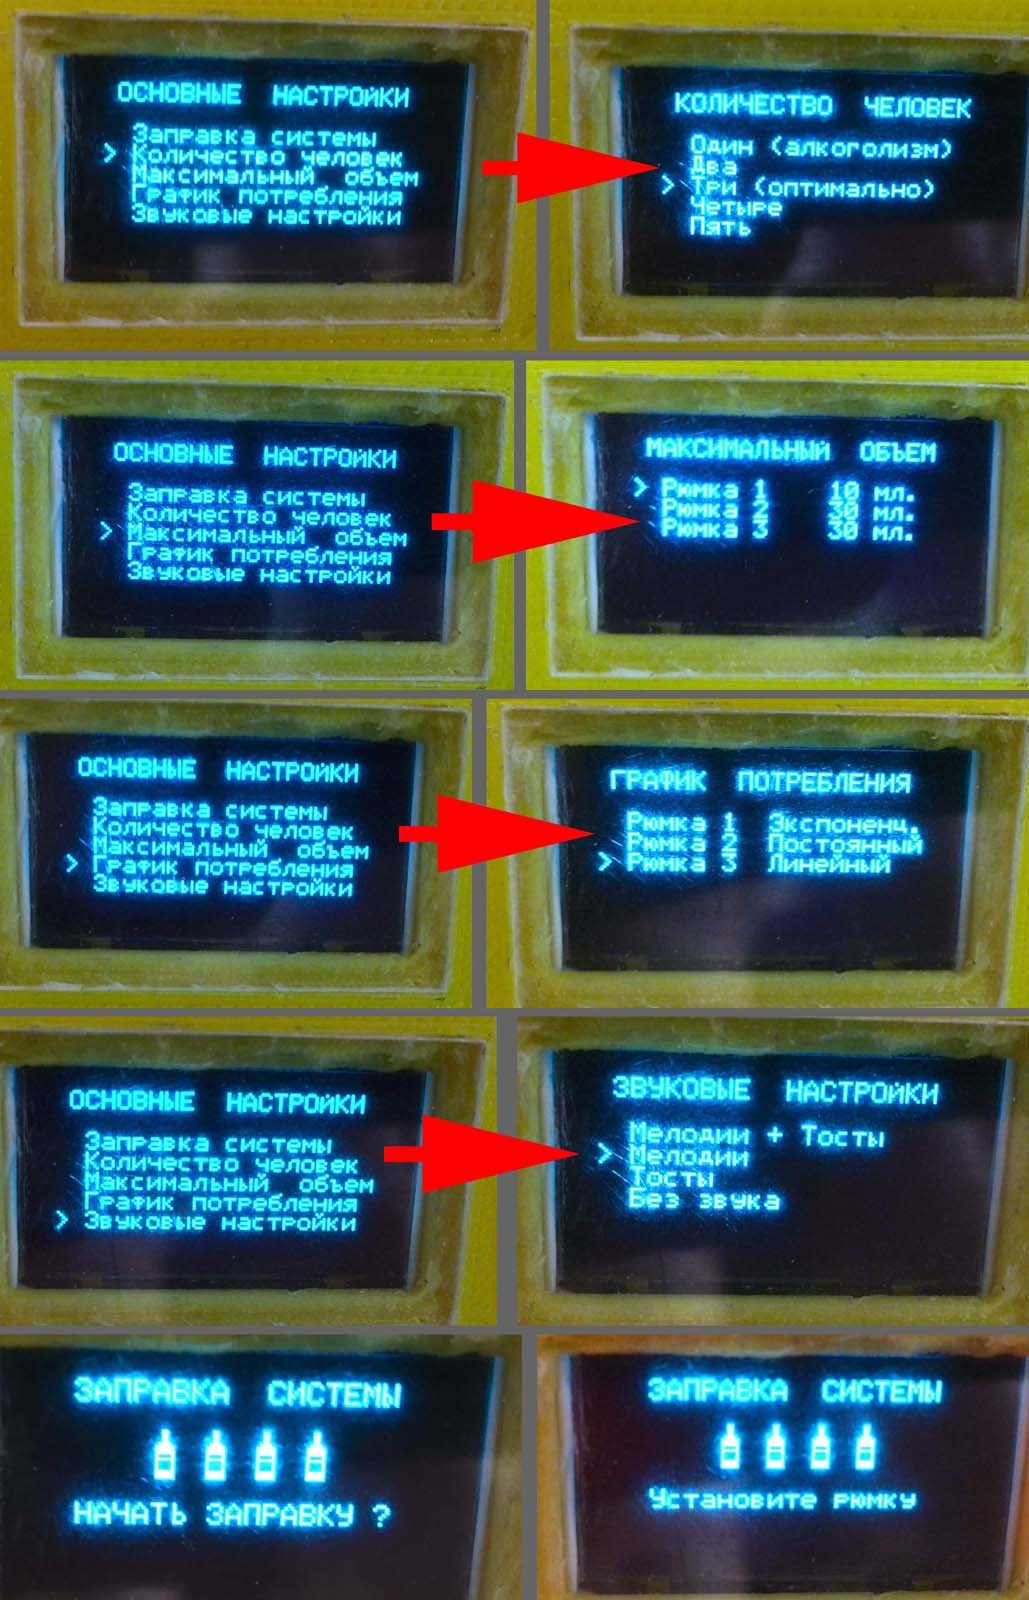 ОСНОВНЫЕ НАСТРОЙКИ
Заправка системы
> Количество человек
Максимальный объем
График потребления
Звуковые настройки
КОЛИЧЕСТВО ЧЕЛОВЕК
Один (алкоголизм)
Два
> Три (оптимально)
Четыре
Пять
ОСНОВНЫЕ НАСТРОЙКИ
Заправка системы
Количество человек
> Максимальный объем
График потребления
Звуковые настройки
МАКСИМАЛЬНЫЙ ОБЪЕМ
> Рюмка 1 10 мл.
Рюмка 2 30 мл.
Рюмка 3 30 мл.
ОСНОВНЫЕ НАСТРОЙКИ
Заправка системы
Количество человек
Максимальный объем
> График потребления
Звуковые настройки
ГРАФИК ПОТРЕБЛЕНИЯ
Рюмка 1 Экспоненц.
Рюмка 2 Постоянный
> Рюмка 3 Линейный
ОСНОВНЫЕ НАСТРОЙКИ
Заправка системы
Количество человек
Максимальный объем
График потребления
> Звуковые настройки
ЗВУКОВЫЕ НАСТРОЙКИ
Мелодии + Тосты
> Мелодии
Тосты
Без звука
ЗАПРАВКА СИСТЕМЫ
НАЧАТЬ ЗАПРАВКУ ?
ЗАПРАВКА СИСТЕМЫ
Установите рюмку